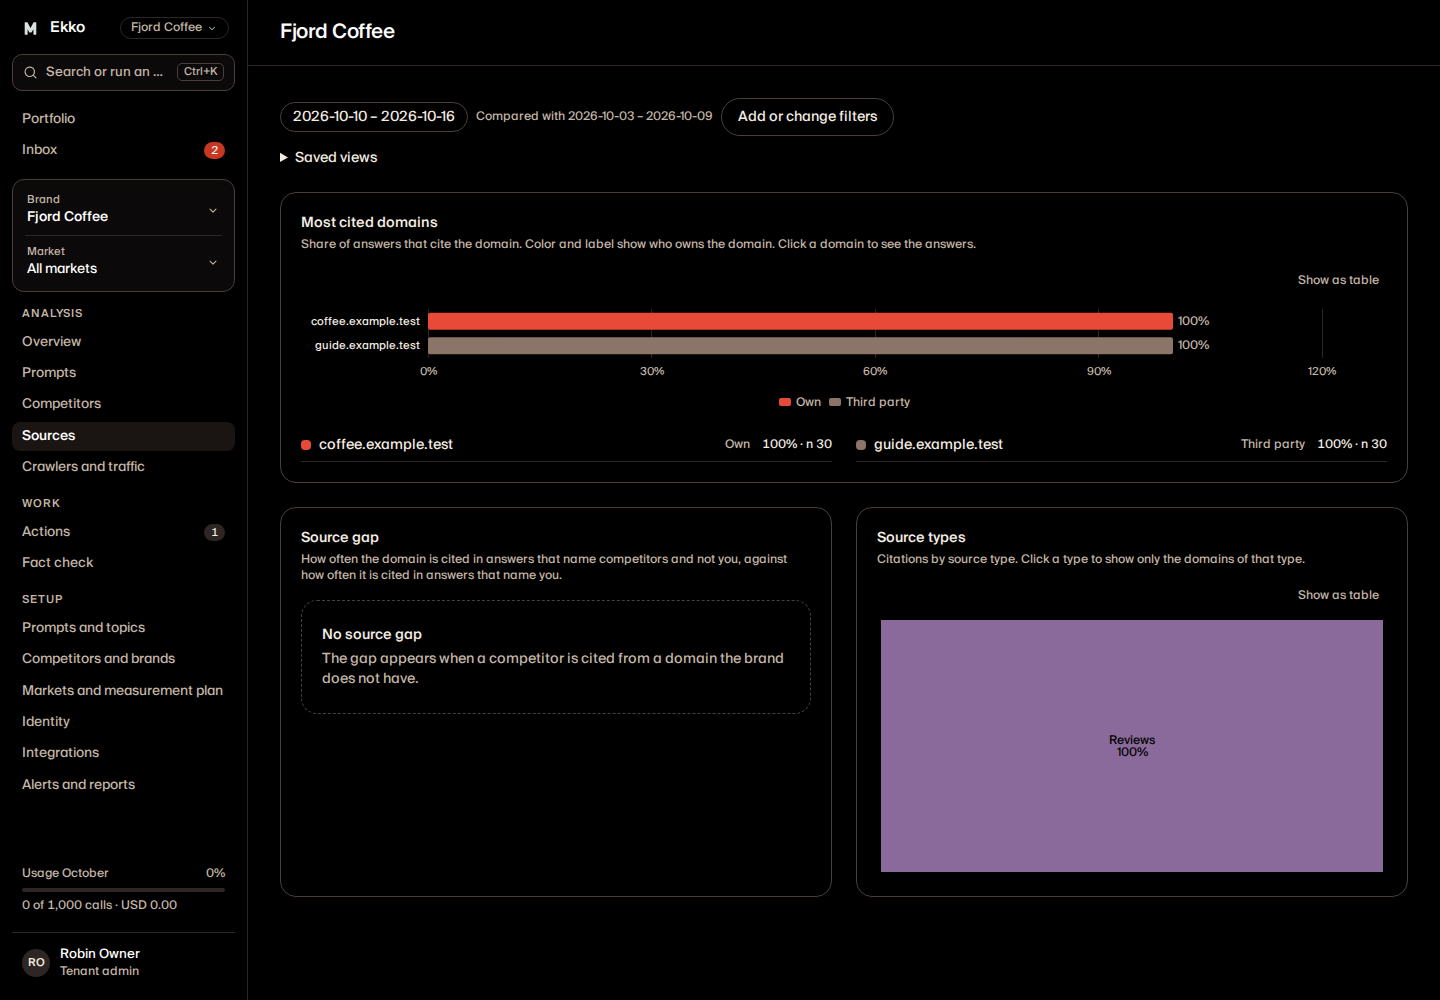 Ekko
Fjord Coffee
Search or run an ...
Ctrl+K
Portfolio
Inbox
2
Brand
Fjord Coffee
Market
All markets
ANALYSIS
Overview
Prompts
Competitors
Sources
Crawlers and traffic
WORK
Actions
1
Fact check
SETUP
Prompts and topics
Competitors and brands
Markets and measurement plan
Identity
Integrations
Alerts and reports
Usage October
0%
0 of 1,000 calls · USD 0.00
RO
Robin Owner
Tenant admin
Fjord Coffee
2026-10-10 – 2026-10-16
Compared with 2026-10-03 – 2026-10-09
Add or change filters
Saved views
Most cited domains
Share of answers that cite the domain. Color and label show who owns the domain. Click a domain to see the answers.
Show as table
coffee.example.test
100%
guide.example.test
100%
0%
30%
60%
90%
120%
Own
Third party
coffee.example.test
Own
100% · n 30
guide.example.test
Third party
100% · n 30
Source gap
How often the domain is cited in answers that name competitors and not you, against
how often it is cited in answers that name you.
No source gap
The gap appears when a competitor is cited from a domain the brand
does not have.
Source types
Citations by source type. Click a type to show only the domains of that type.
Show as table
Reviews
100%